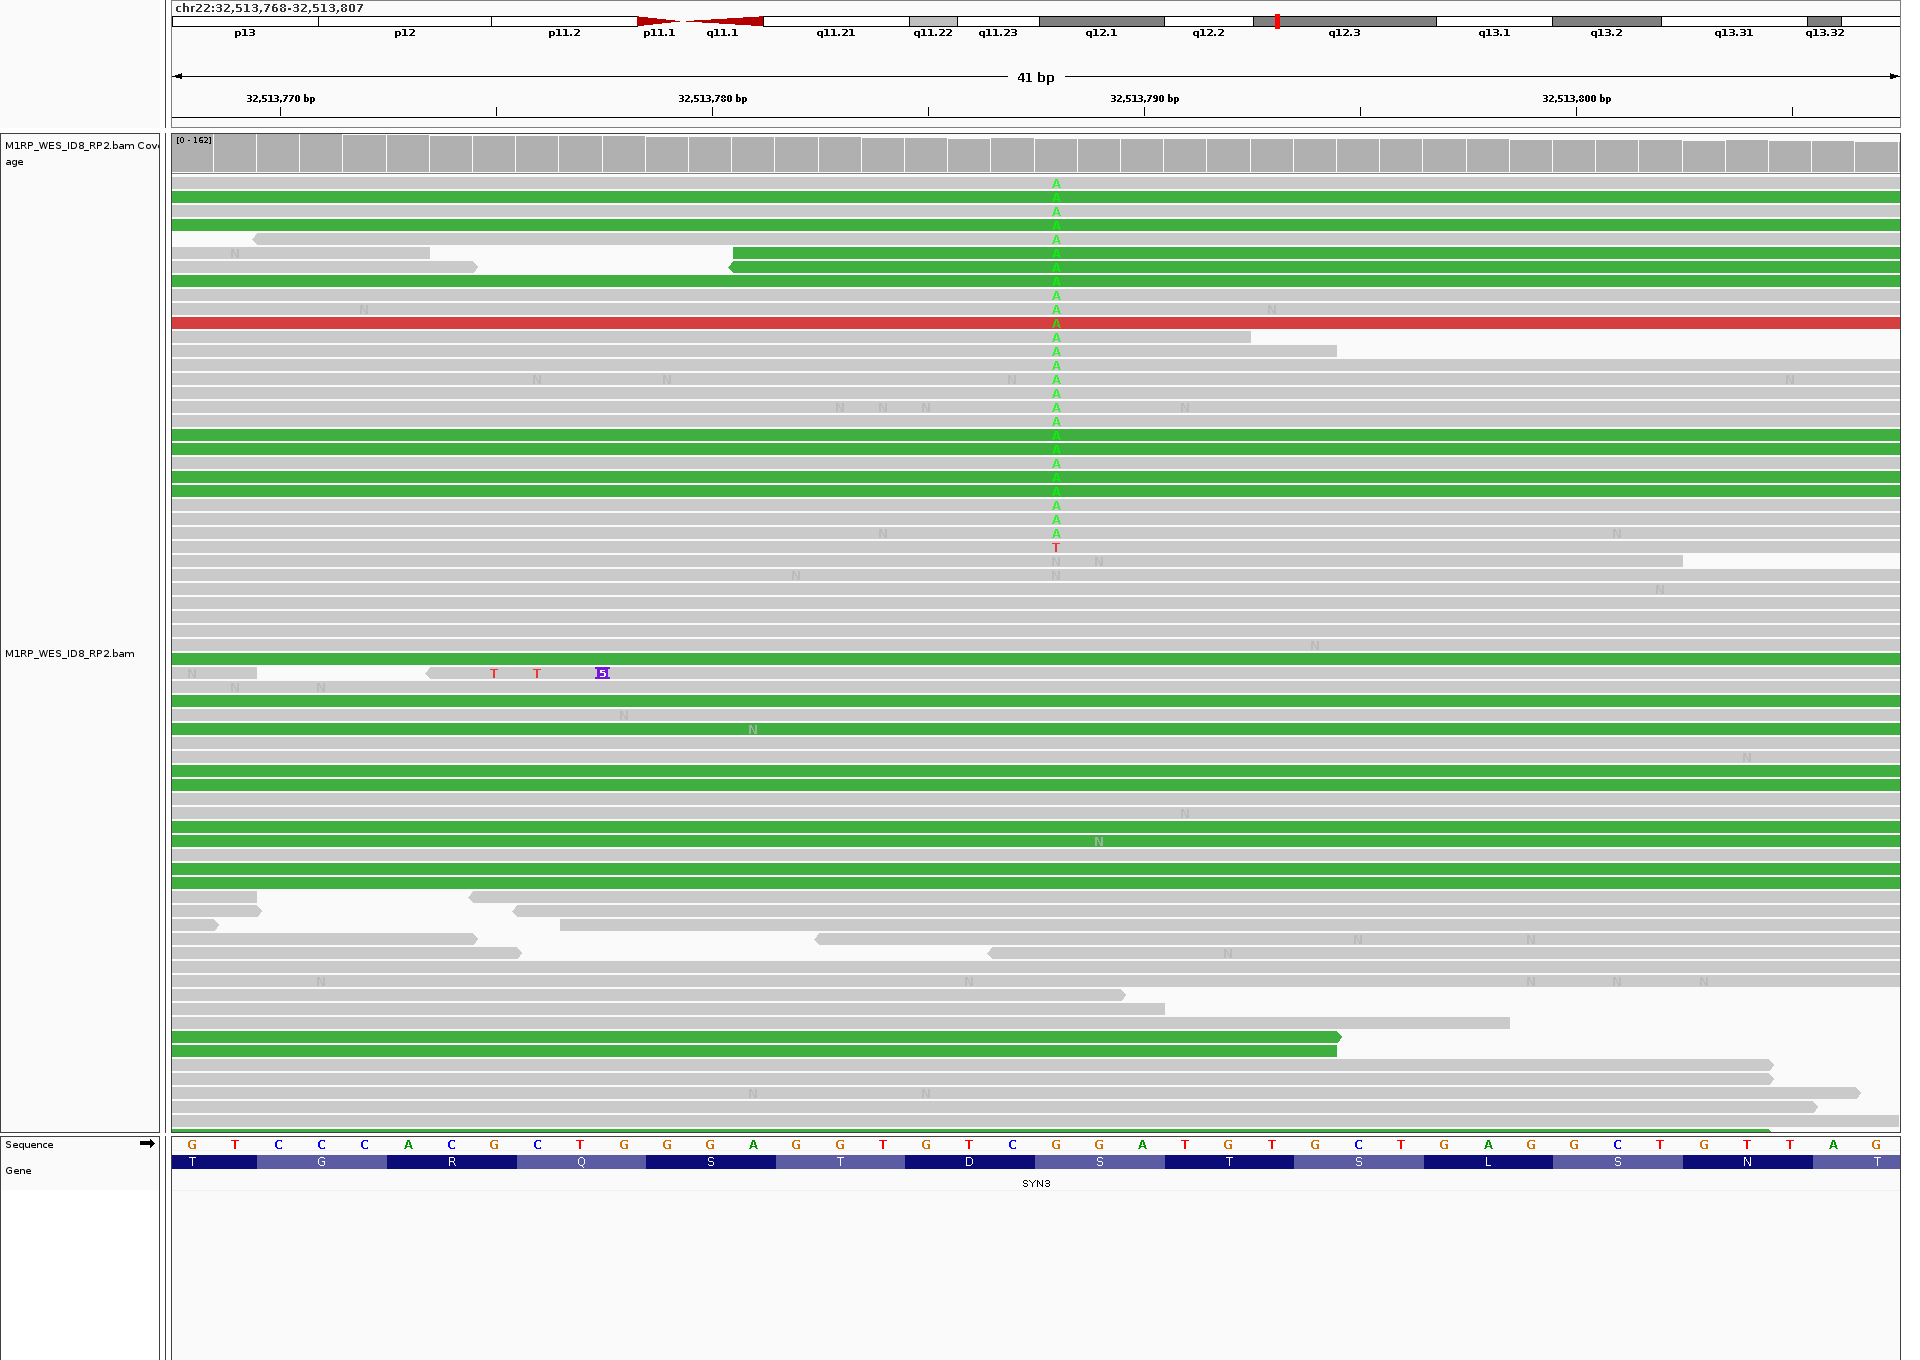 chr22:32,513,768-32,513,807
p13 p12 p11.2 p11.1 q11.1 q11.21 q11.22 q11.23 q12.1 q12.2 q12.3 q13.1 q13.2 q13.31 q13.32
41 bp
32,513,770 bp 32,513,780 bp 32,513,790 bp 32,513,800 bp
M1RP_WES_ID8_RP2.bam Cov
age
[0 - 162]
A
A
A
A
A
N A
A
A
A
N A N
A
A
A
A
N N N A N
A
N N N A N
A
A
A
A
A
A
A
A
N A N
T
N N
N N
N
N
M1RP_WES_ID8_RP2.bam
N T T 5
N N
N
N
N
N
N
N N
N
N N N N N
N N
Sequence G T C C C A C G C T G G G A G G T G T C G G A T G T G C T G A G G C T G T T A G
Gene T G R Q S T D S T S L S N T
SYN3